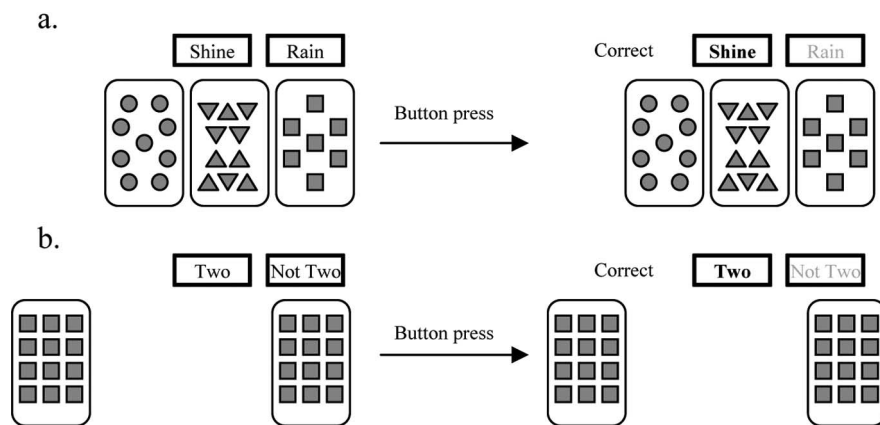 a.
Shine Rain
Correct Shine Rain
Button press
b.
Two Not Two
Correct Two Not Two
Button press